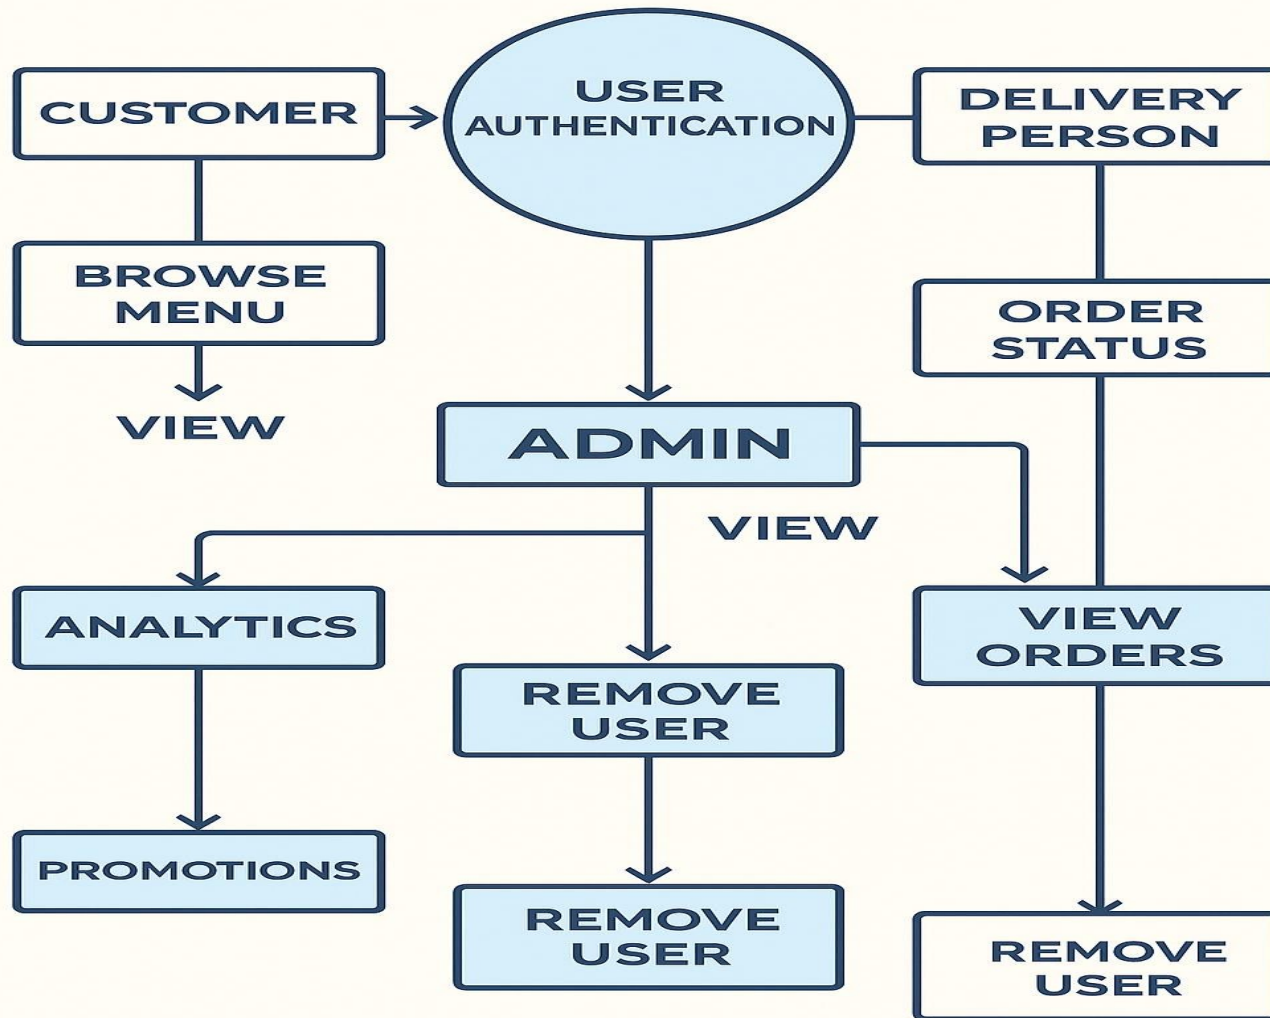 CUSTOMER
USER
AUTHENTICATION
DELIVERY
PERSON
BROWSE
MENU
ORDER
STATUS
VIEW
ADMIN
VIEW
ANALYTICS
VIEW
ORDERS
REMOVE
USER
PROMOTIONS
REMOVE
USER
REMOVE
USER